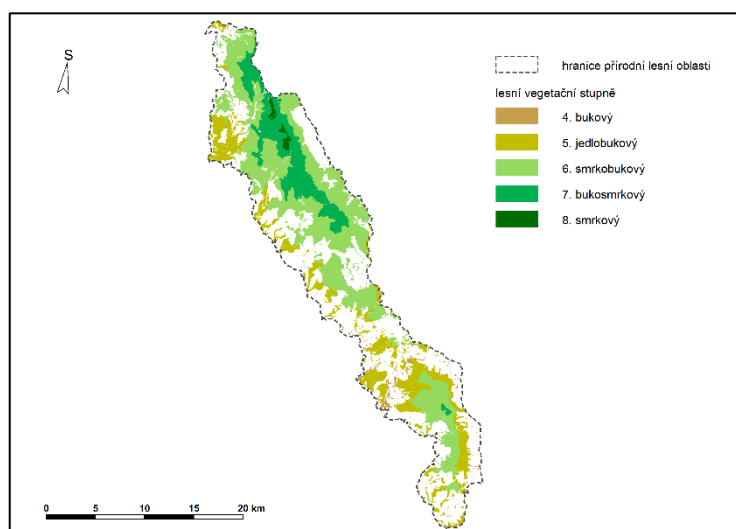 S
hranice přírodní lesní oblasti
lesní vegetační stupně
4. bukový
5. jedlobukový
6. smrkobukový
7. bukosmrkový
8. smrkový
0 5 10 15 20 km